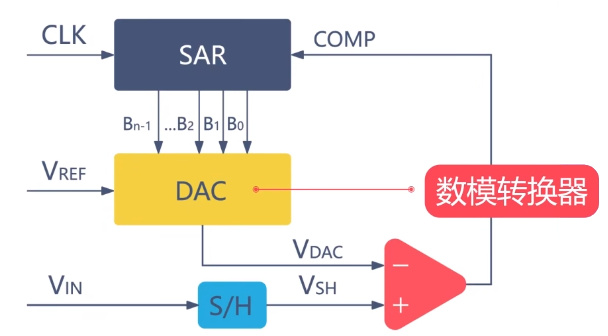 CLK
SAR
COMP
Bn-1 ...B2 B1 B0
VREF
DAC
数模转换器
VDAC
−
VIN
S/H
VSH
+